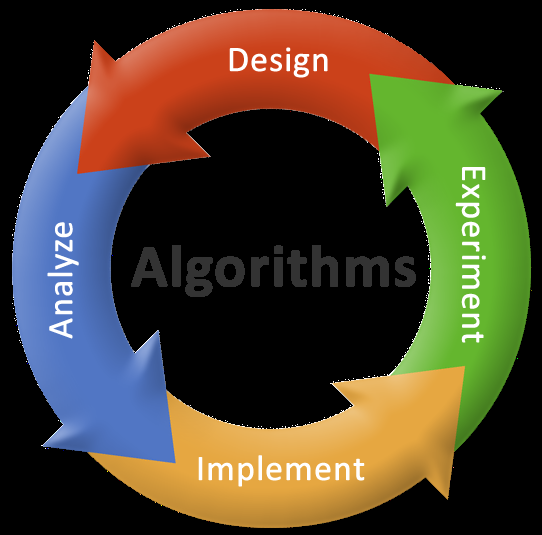 Design
Analyze
Algorithms
Experiment
Implement